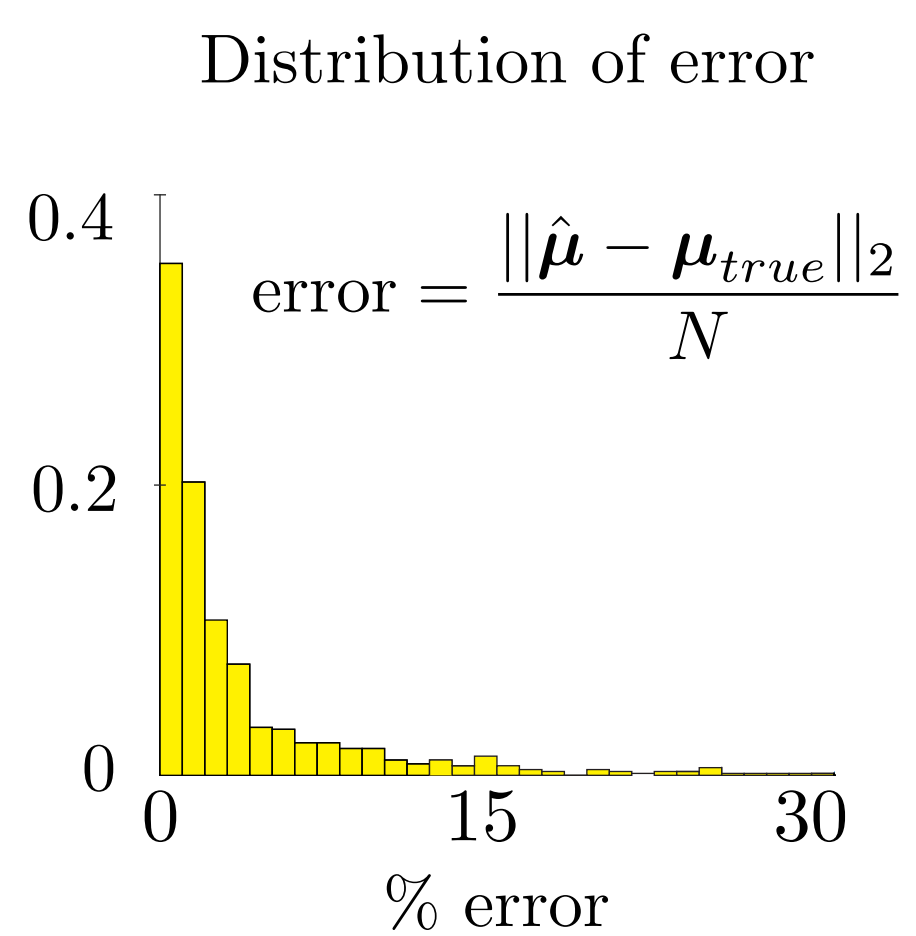 Distribution of error
0.4
error = ||μ̂ − μ_true||₂ / N
0.2
0
0 15 30
% error